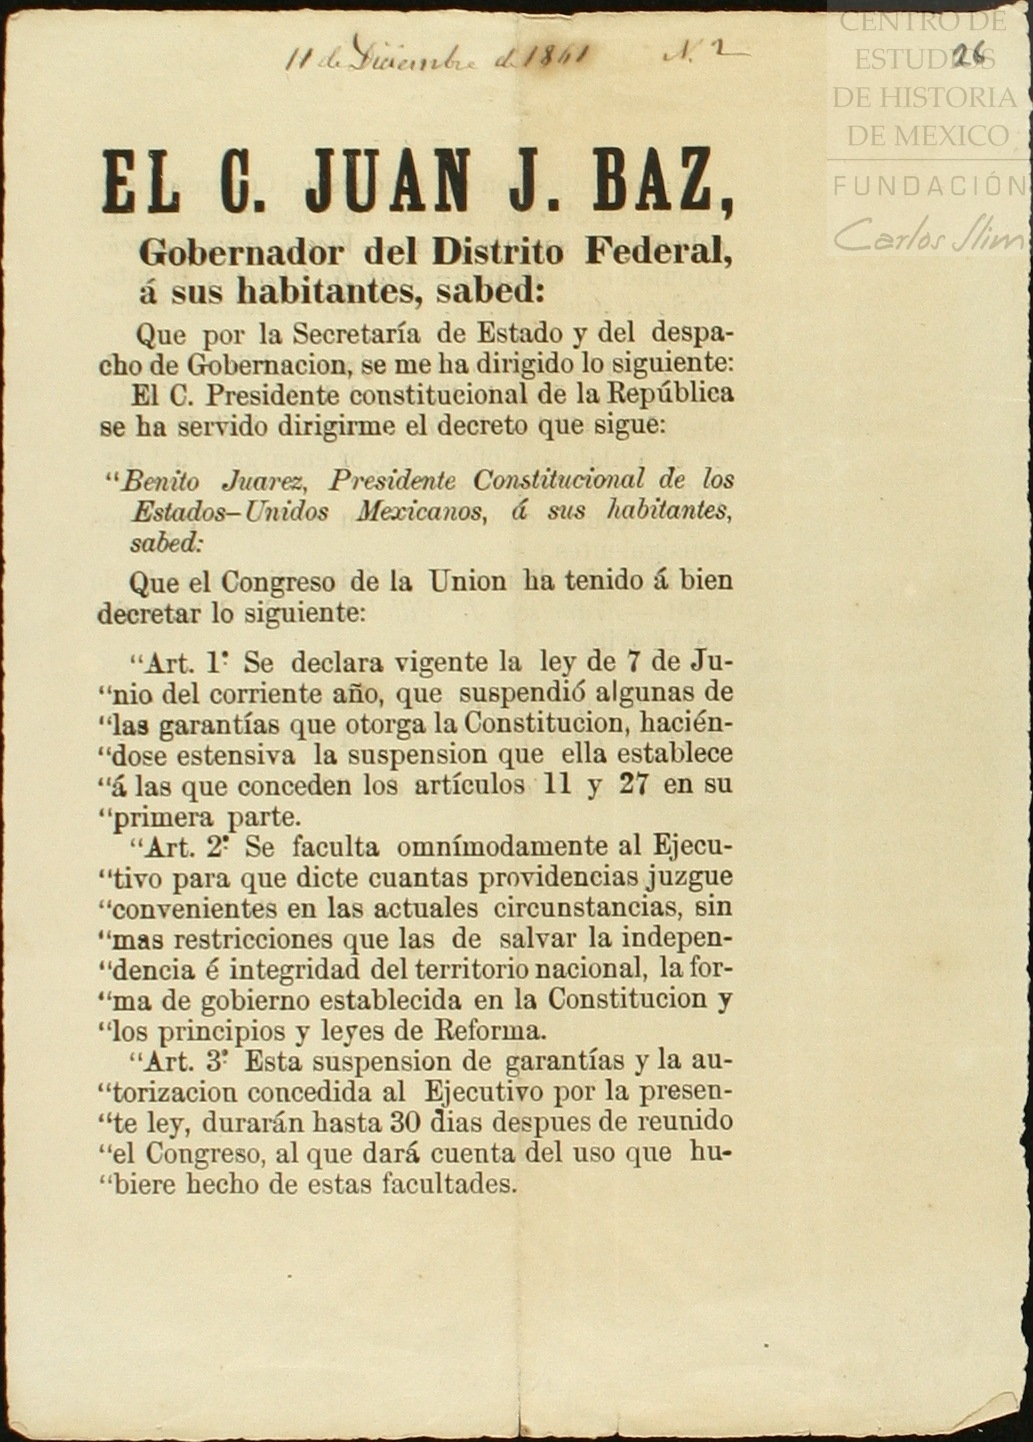 11 de Diciembre de 1861 N. 2
26
CENTRO DE
ESTUDIOS
DE HISTORIA
DE MEXICO
FUNDACIÓN
Carlos Slim
EL C. JUAN J. BAZ,
Gobernador del Distrito Federal,
á sus habitantes, sabed:
Que por la Secretaría de Estado y del despa-
cho de Gobernacion, se me ha dirigido lo siguiente:
El C. Presidente constitucional de la República
se ha servido dirigirme el decreto que sigue:
“Benito Juarez, Presidente Constitucional de los
Estados-Unidos Mexicanos, á sus habitantes,
sabed:
Que el Congreso de la Union ha tenido á bien
decretar lo siguiente:
“Art. 1º Se declara vigente la ley de 7 de Ju-
“nio del corriente año, que suspendió algunas de
“las garantías que otorga la Constitucion, hacién-
“dose estensiva la suspension que ella establece
“á las que conceden los artículos 11 y 27 en su
“primera parte.
“Art. 2º Se faculta omnímodamente al Ejecu-
“tivo para que dicte cuantas providencias juzgue
“convenientes en las actuales circunstancias, sin
“mas restricciones que las de salvar la indepen-
“dencia é integridad del territorio nacional, la for-
“ma de gobierno establecida en la Constitucion y
“los principios y leyes de Reforma.
“Art. 3º Esta suspension de garantías y la au-
“torizacion concedida al Ejecutivo por la presen-
“te ley, durarán hasta 30 dias despues de reunido
“el Congreso, al que dará cuenta del uso que hu-
“biere hecho de estas facultades.